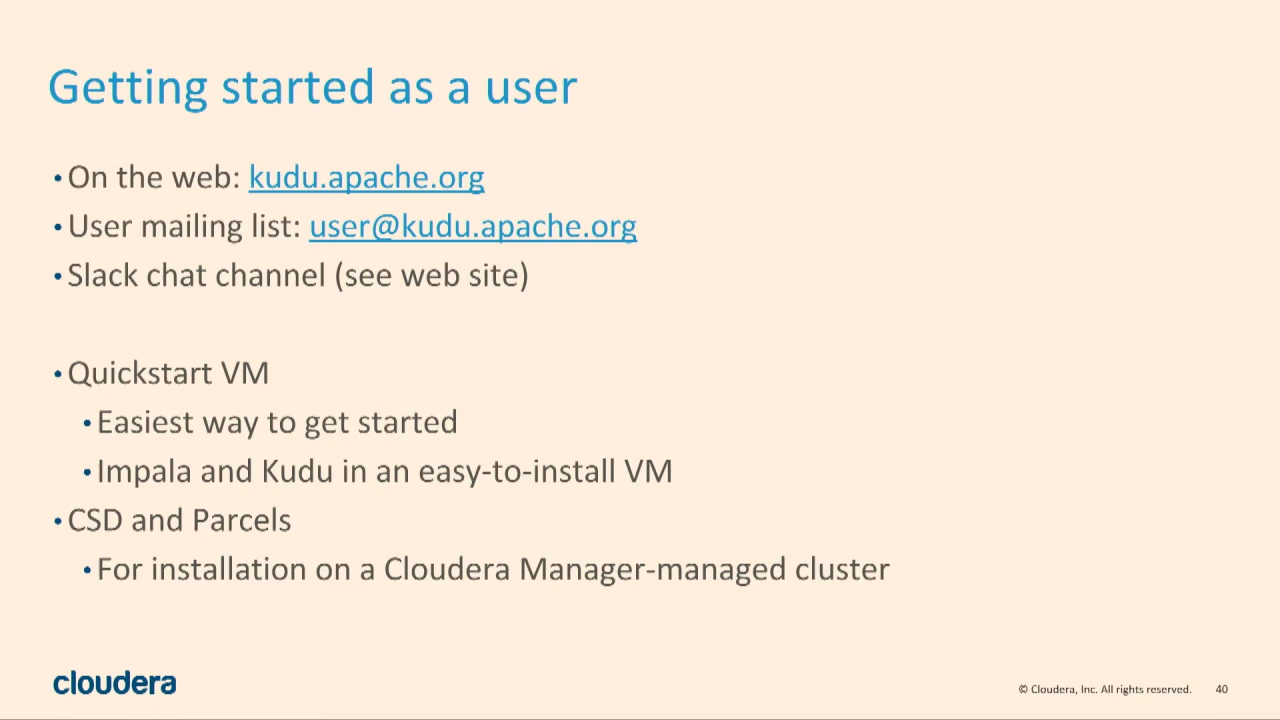 Getting started as a user
• On the web: kudu.apache.org
• User mailing list: user@kudu.apache.org
• Slack chat channel (see web site)
• Quickstart VM
• Easiest way to get started
• Impala and Kudu in an easy-to-install VM
• CSD and Parcels
• For installation on a Cloudera Manager-managed cluster
cloudera
© Cloudera, Inc. All rights reserved. 40